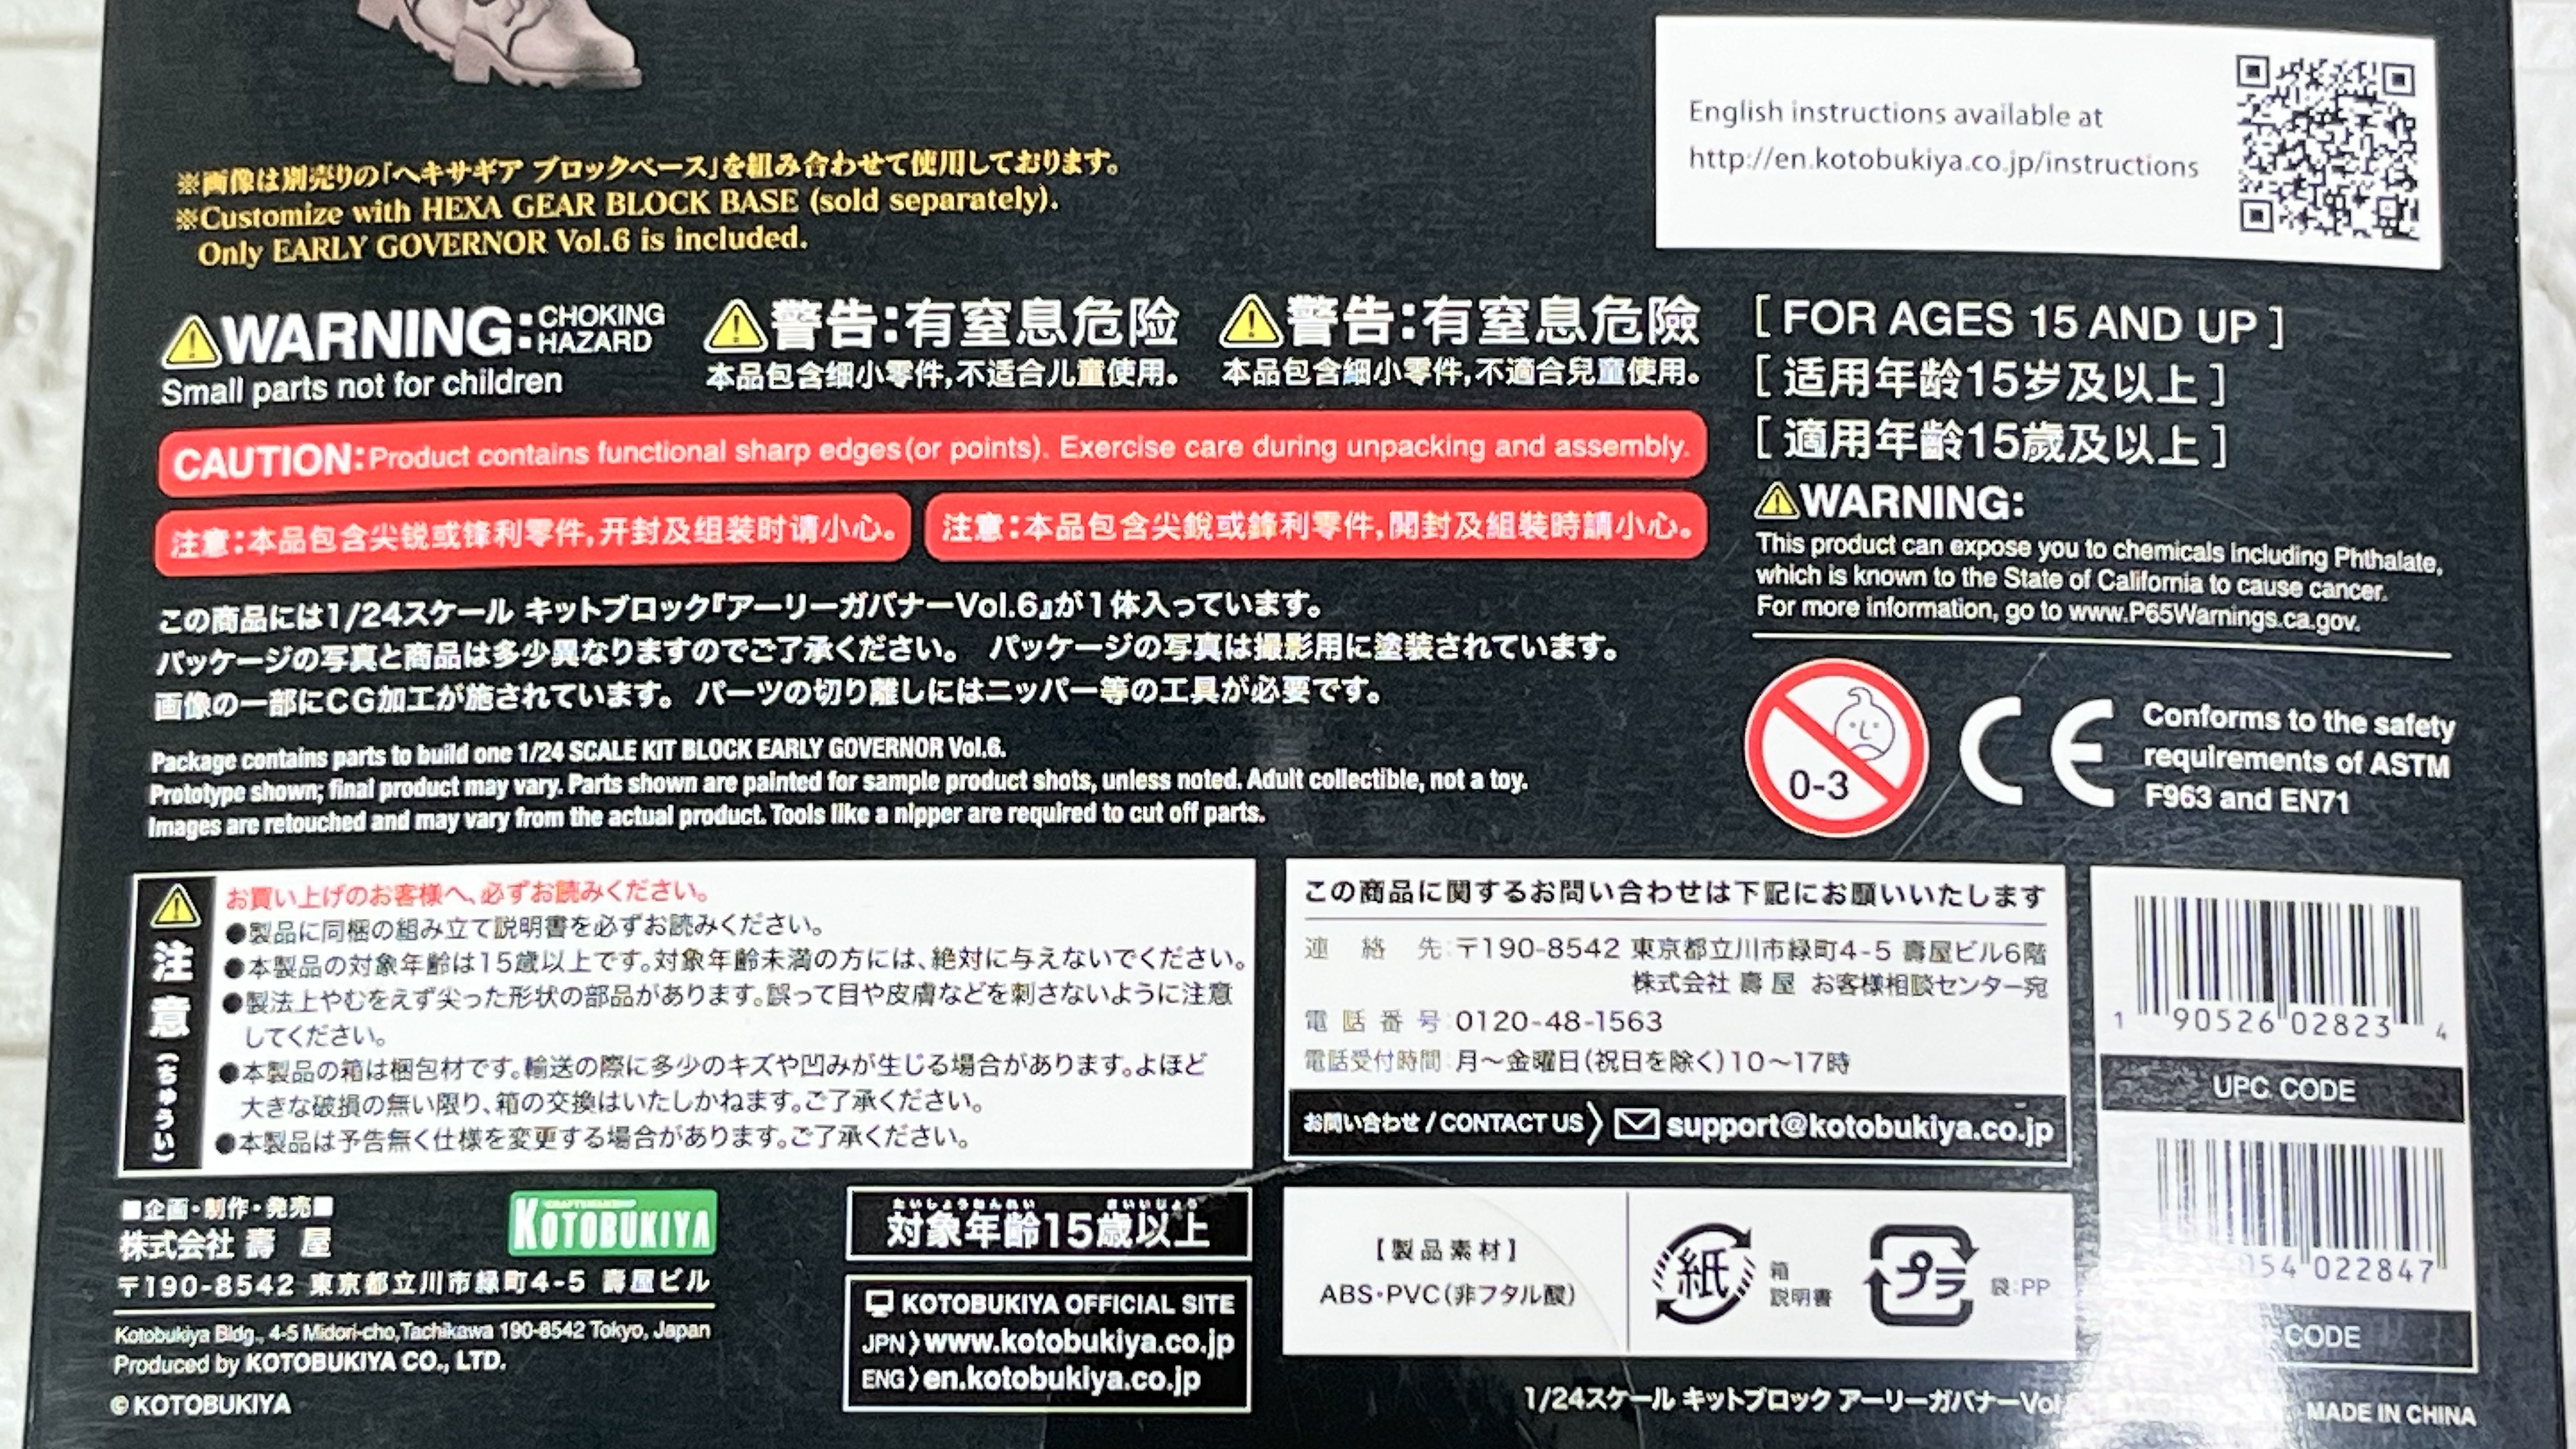 English instructions available at
http://en.kotobukiya.co.jp/instructions
※画像は別売りの「ヘキサギア ブロックベース」を組み合わせて使用しております。
※Customize with HEXA GEAR BLOCK BASE (sold separately).
Only EARLY GOVERNOR Vol.6 is included.
WARNING: CHOKING HAZARD
Small parts not for children
警告:有窒息危险
本品包含细小零件,不适合儿童使用。
警告:有窒息危險
本品包含細小零件,不適合兒童使用。
[ FOR AGES 15 AND UP ]
[ 适用年龄15岁及以上 ]
[ 適用年齡15歲及以上 ]
CAUTION: Product contains functional sharp edges (or points). Exercise care during unpacking and assembly.
注意:本品包含尖锐或锋利零件,开封及组装时请小心。
注意:本品包含尖銳或鋒利零件,開封及組裝時請小心。
WARNING:
This product can expose you to chemicals including Phthalate,
which is known to the State of California to cause cancer.
For more information, go to www.P65Warnings.ca.gov.
この商品には1/24スケール キットブロック『アーリーガバナーVol.6』が1体入っています。
パッケージの写真と商品は多少異なりますのでご了承ください。 パッケージの写真は撮影用に塗装されています。
画像の一部にCG加工が施されています。 パーツの切り離しにはニッパー等の工具が必要です。
Package contains parts to build one 1/24 SCALE KIT BLOCK EARLY GOVERNOR Vol.6.
Prototype shown; final product may vary. Parts shown are painted for sample product shots, unless noted. Adult collectible, not a toy.
Images are retouched and may vary from the actual product. Tools like a nipper are required to cut off parts.
0-3
CE
Conforms to the safety
requirements of ASTM
F963 and EN71
注意(ちゅうい)
お買い上げのお客様へ、必ずお読みください。
●製品に同梱の組み立て説明書を必ずお読みください。
●本製品の対象年齢は15歳以上です。対象年齢未満の方には、絶対に与えないでください。
●製法上やむをえず尖った形状の部品があります。誤って目や皮膚などを刺さないように注意
してください。
●本製品の箱は梱包材です。輸送の際に多少のキズや凹みが生じる場合があります。よほど
大きな破損の無い限り、箱の交換はいたしかねます。ご了承ください。
●本製品は予告無く仕様を変更する場合があります。ご了承ください。
この商品に関するお問い合わせは下記にお願いいたします
連絡先:〒190-8542 東京都立川市緑町4-5 壽屋ビル6階
株式会社 壽屋 お客様相談センター宛
電話番号:0120-48-1563
電話受付時間:月~金曜日(祝日を除く)10~17時
お問い合わせ / CONTACT US 〉 support@kotobukiya.co.jp
1 90526 02823 4
UPC CODE
54 022847
CODE
■企画・制作・発売■
株式会社 壽 屋
KOTOBUKIYA
〒190-8542 東京都立川市緑町4-5 壽屋ビル
Kotobukiya Bldg., 4-5 Midori-cho,Tachikawa 190-8542 Tokyo, Japan
Produced by KOTOBUKIYA CO., LTD.
© KOTOBUKIYA
たいしょうねんれい さいいじょう
対象年齢15歳以上
KOTOBUKIYA OFFICIAL SITE
JPN〉www.kotobukiya.co.jp
ENG〉en.kotobukiya.co.jp
【製品素材】
ABS・PVC(非フタル酸)
紙
箱
説明書
プラ
袋:PP
1/24スケール キットブロック アーリーガバナーVol
MADE IN CHINA